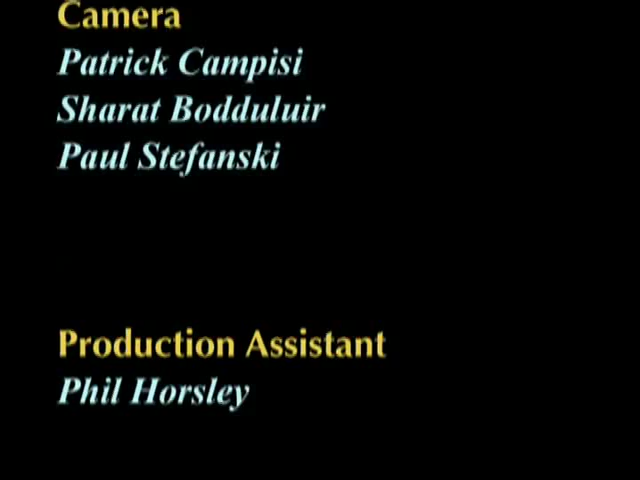 Camera
Patrick Campisi
Sharat Bodduluir
Paul Stefanski
Production Assistant
Phil Horsley